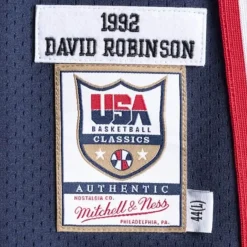 1992
DAVID ROBINSON
USA
BASKETBALL
CLASSICS
AUTHENTIC
NOSTALGIA CO.
Mitchell & Ness
PHILADELPHIA, PA.
44(L)